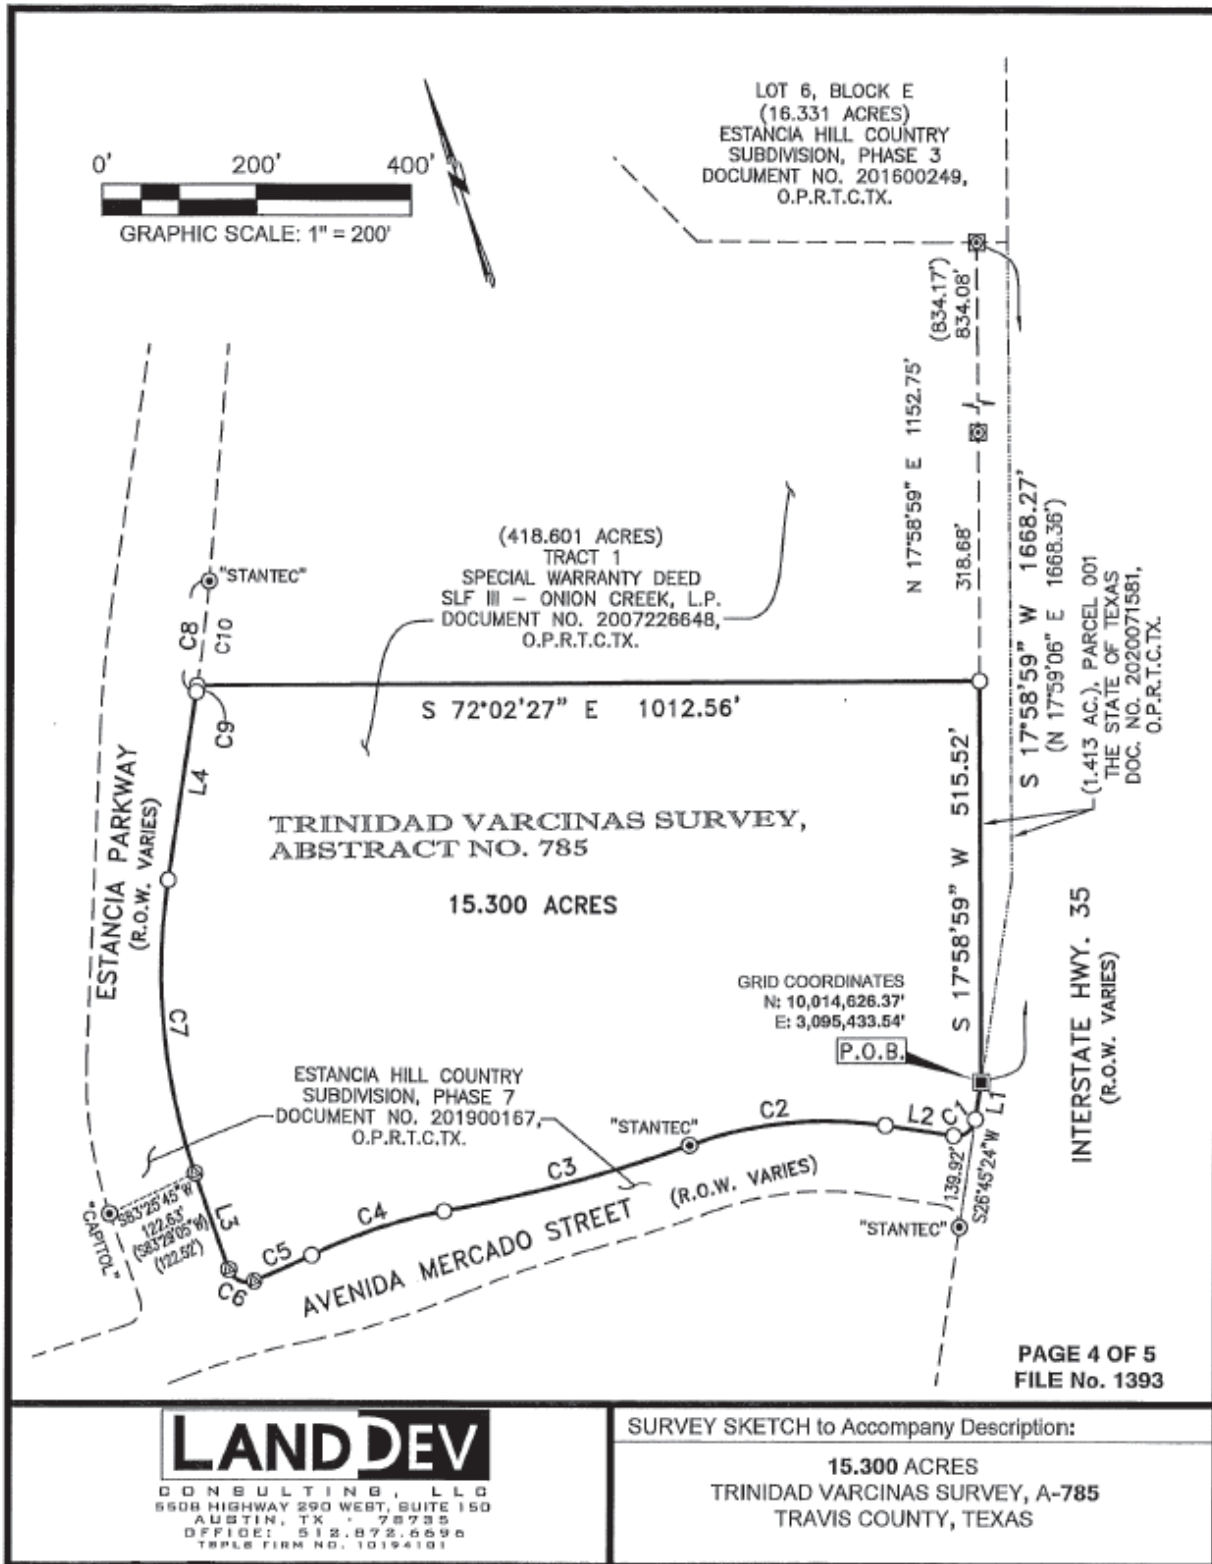 LOT 6, BLOCK E
(16.331 ACRES)
ESTANCIA HILL COUNTRY
SUBDIVISION, PHASE 3
DOCUMENT NO. 201600249,
O.P.R.T.C.TX.
0' 200' 400'
GRAPHIC SCALE: 1" = 200'
(834.17')
834.08'
N 17°58'59" E 1152.75'
318.68'
S 17°58'59" W 1668.27'
(N 17°59'06" E 1668.36')
(1.413 AC.), PARCEL 001
THE STATE OF TEXAS
DOC. NO. 2020071581,
O.P.R.T.C.TX.
(418.601 ACRES)
TRACT 1
SPECIAL WARRANTY DEED
SLF III – ONION CREEK, L.P.
DOCUMENT NO. 2007226648,
O.P.R.T.C.TX.
"STANTEC"
C8
C10
C9
S 72°02'27" E 1012.56'
L4
ESTANCIA PARKWAY
(R.O.W. VARIES)
TRINIDAD VARCINAS SURVEY,
ABSTRACT NO. 785
15.300 ACRES
S 17°58'59" W 515.52'
INTERSTATE HWY. 35
(R.O.W. VARIES)
GRID COORDINATES
N: 10,014,626.37'
E: 3,095,433.54'
P.O.B.
C7
ESTANCIA HILL COUNTRY
SUBDIVISION, PHASE 7
DOCUMENT NO. 201900167,
O.P.R.T.C.TX.
"STANTEC"
C2
L2
C1
L1
139.92'
S26°45'24"W
"STANTEC"
C3
C4
C5
C6
L3
S83°25'45"W
122.63'
(S83°29'05"W)
(122.52')
"CAPITOL"
AVENIDA MERCADO STREET
(R.O.W. VARIES)
PAGE 4 OF 5
FILE No. 1393
LANDDEV
CONSULTING, LLC
5508 HIGHWAY 290 WEST, SUITE 150
AUSTIN, TX · 78735
OFFICE: 512.872.6696
TBPLS FIRM NO. 10194101
SURVEY SKETCH to Accompany Description:
15.300 ACRES
TRINIDAD VARCINAS SURVEY, A-785
TRAVIS COUNTY, TEXAS